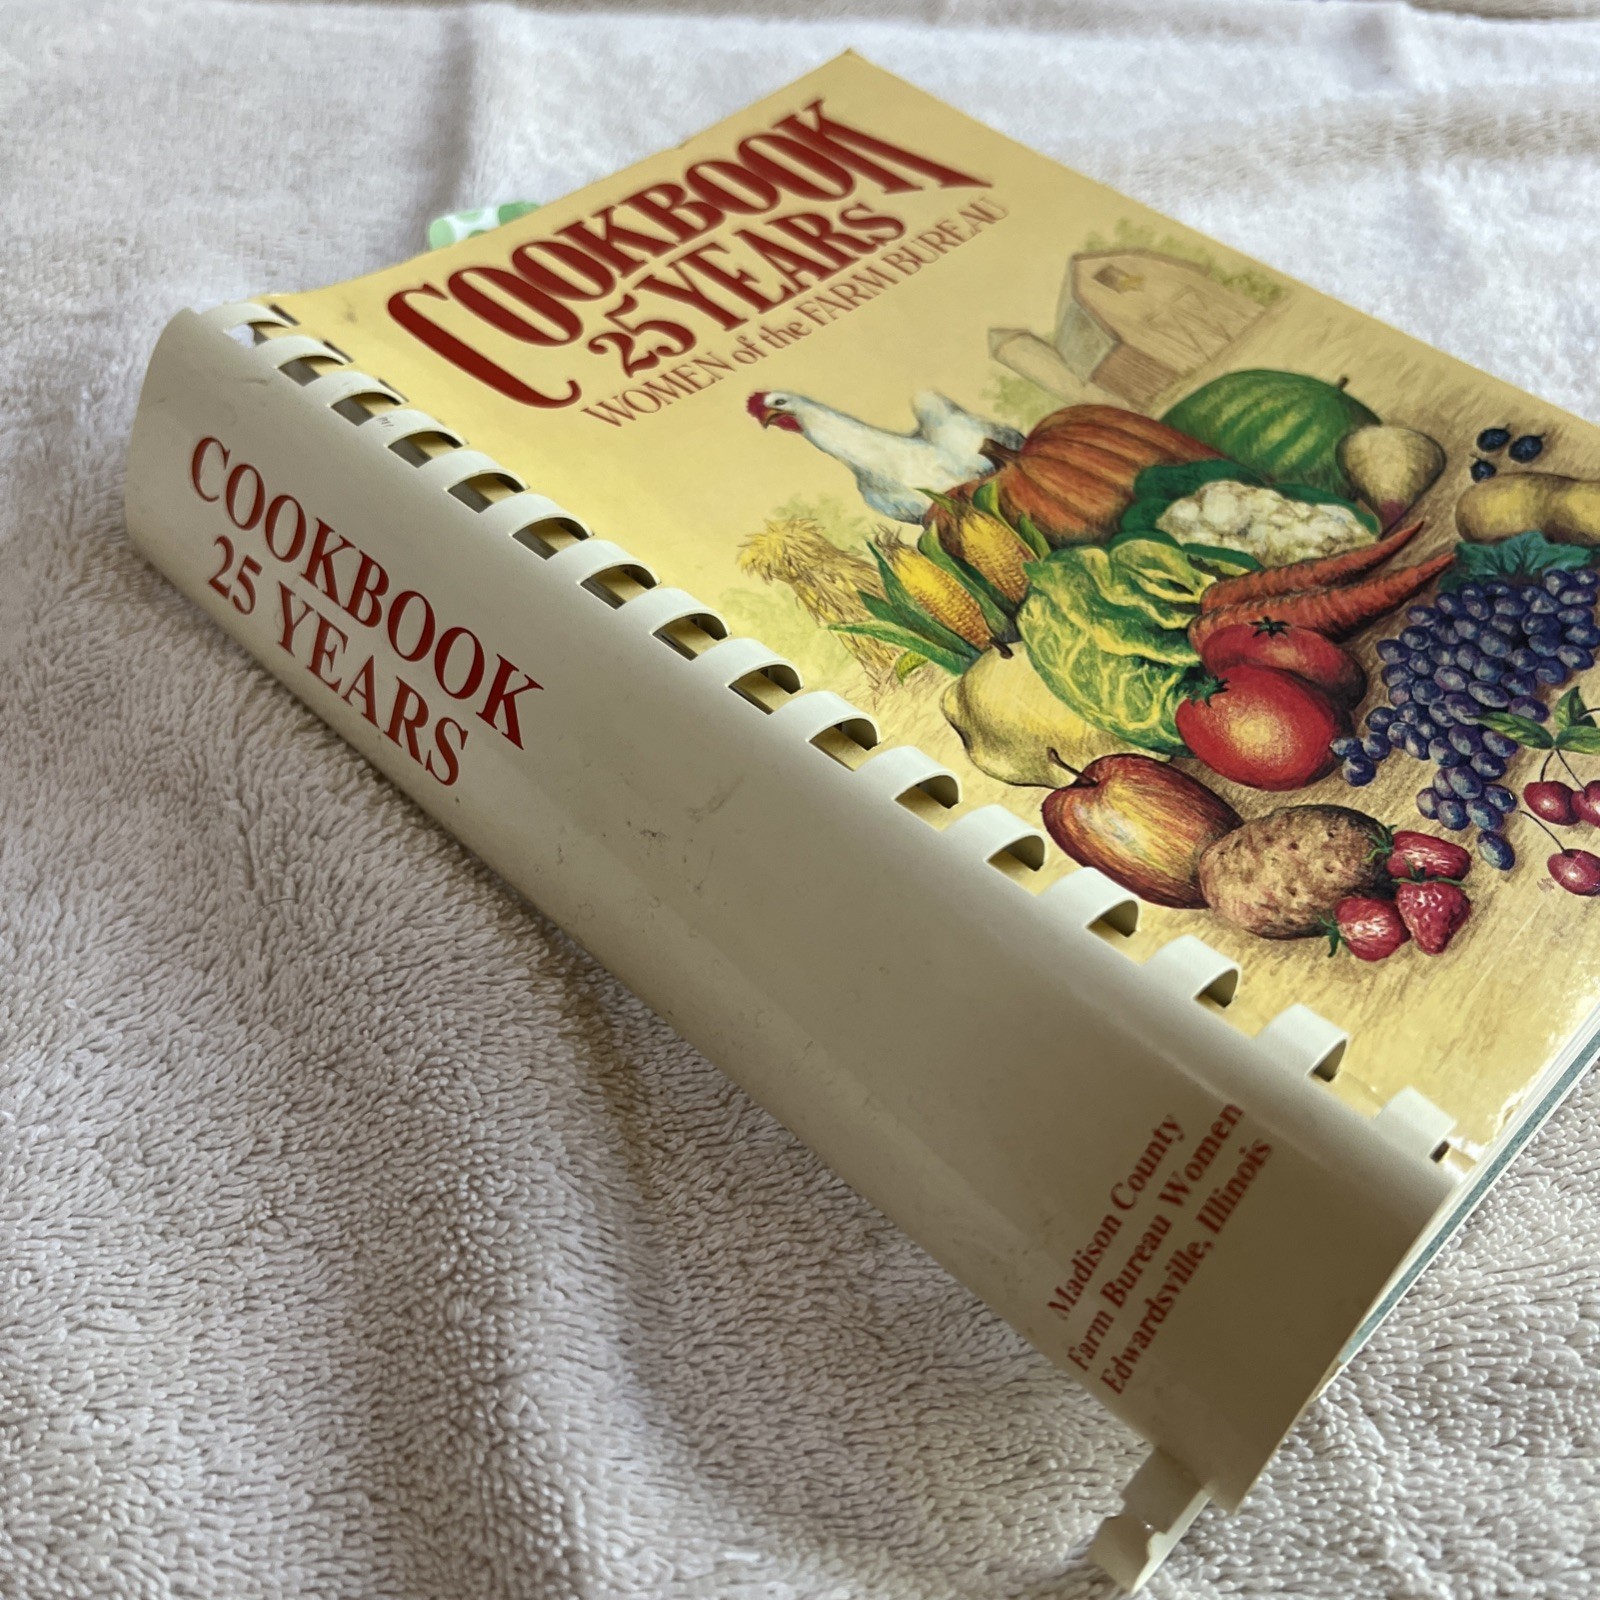 COOKBOOK
25 YEARS
WOMEN of the FARM BUREAU
COOKBOOK
25 YEARS
Madison County
Farm Bureau Women
Edwardsville, Illinois